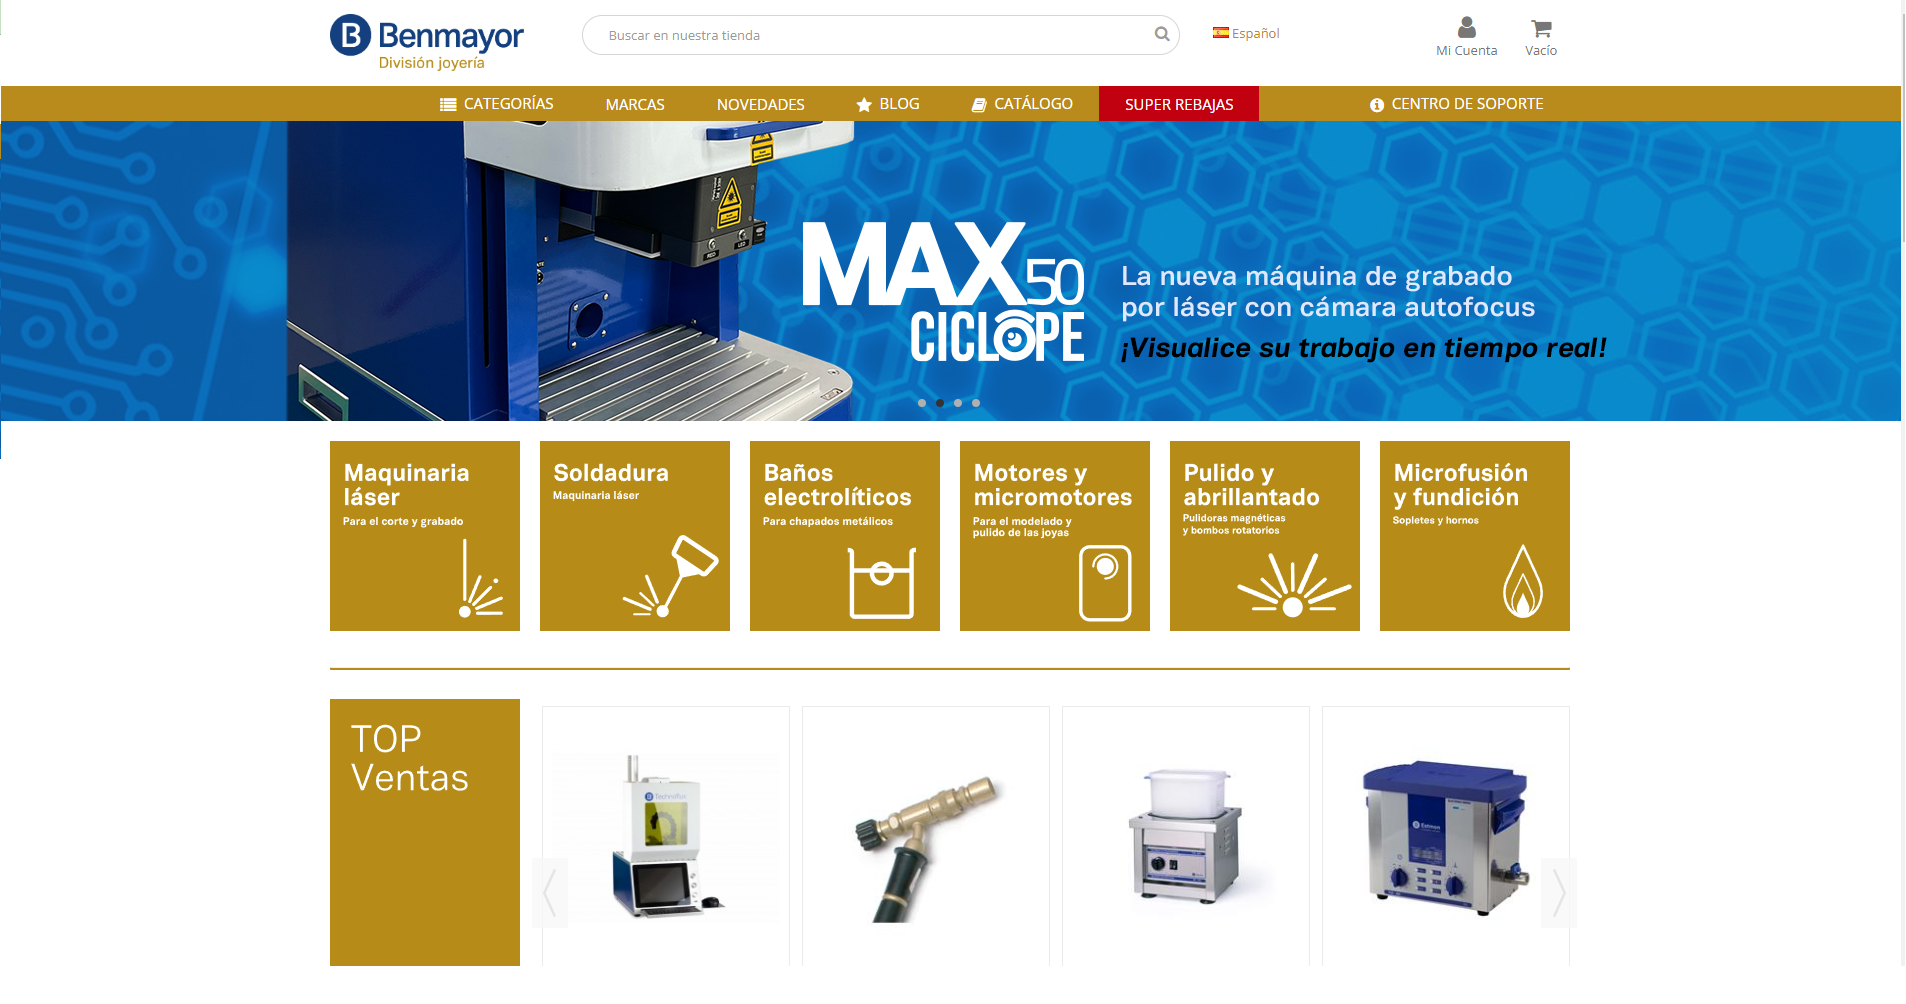 B Benmayor
División joyería
Buscar en nuestra tienda
Español
Mi Cuenta
Vacío
CATEGORÍAS
MARCAS
NOVEDADES
BLOG
CATÁLOGO
SUPER REBAJAS
CENTRO DE SOPORTE
RED
LED
MAX50
CICLOPE
La nueva máquina de grabado
por láser con cámara autofocus
¡Visualice su trabajo en tiempo real!
Maquinaria
láser
Para el corte y grabado
Soldadura
Maquinaria láser
Baños
electrolíticos
Para chapados metálicos
Motores y
micromotores
Para el modelado y
pulido de las joyas
Pulido y
abrillantado
Pulidoras magnéticas
y bombos rotatorios
Microfusión
y fundición
Sopletes y hornos
TOP
Ventas